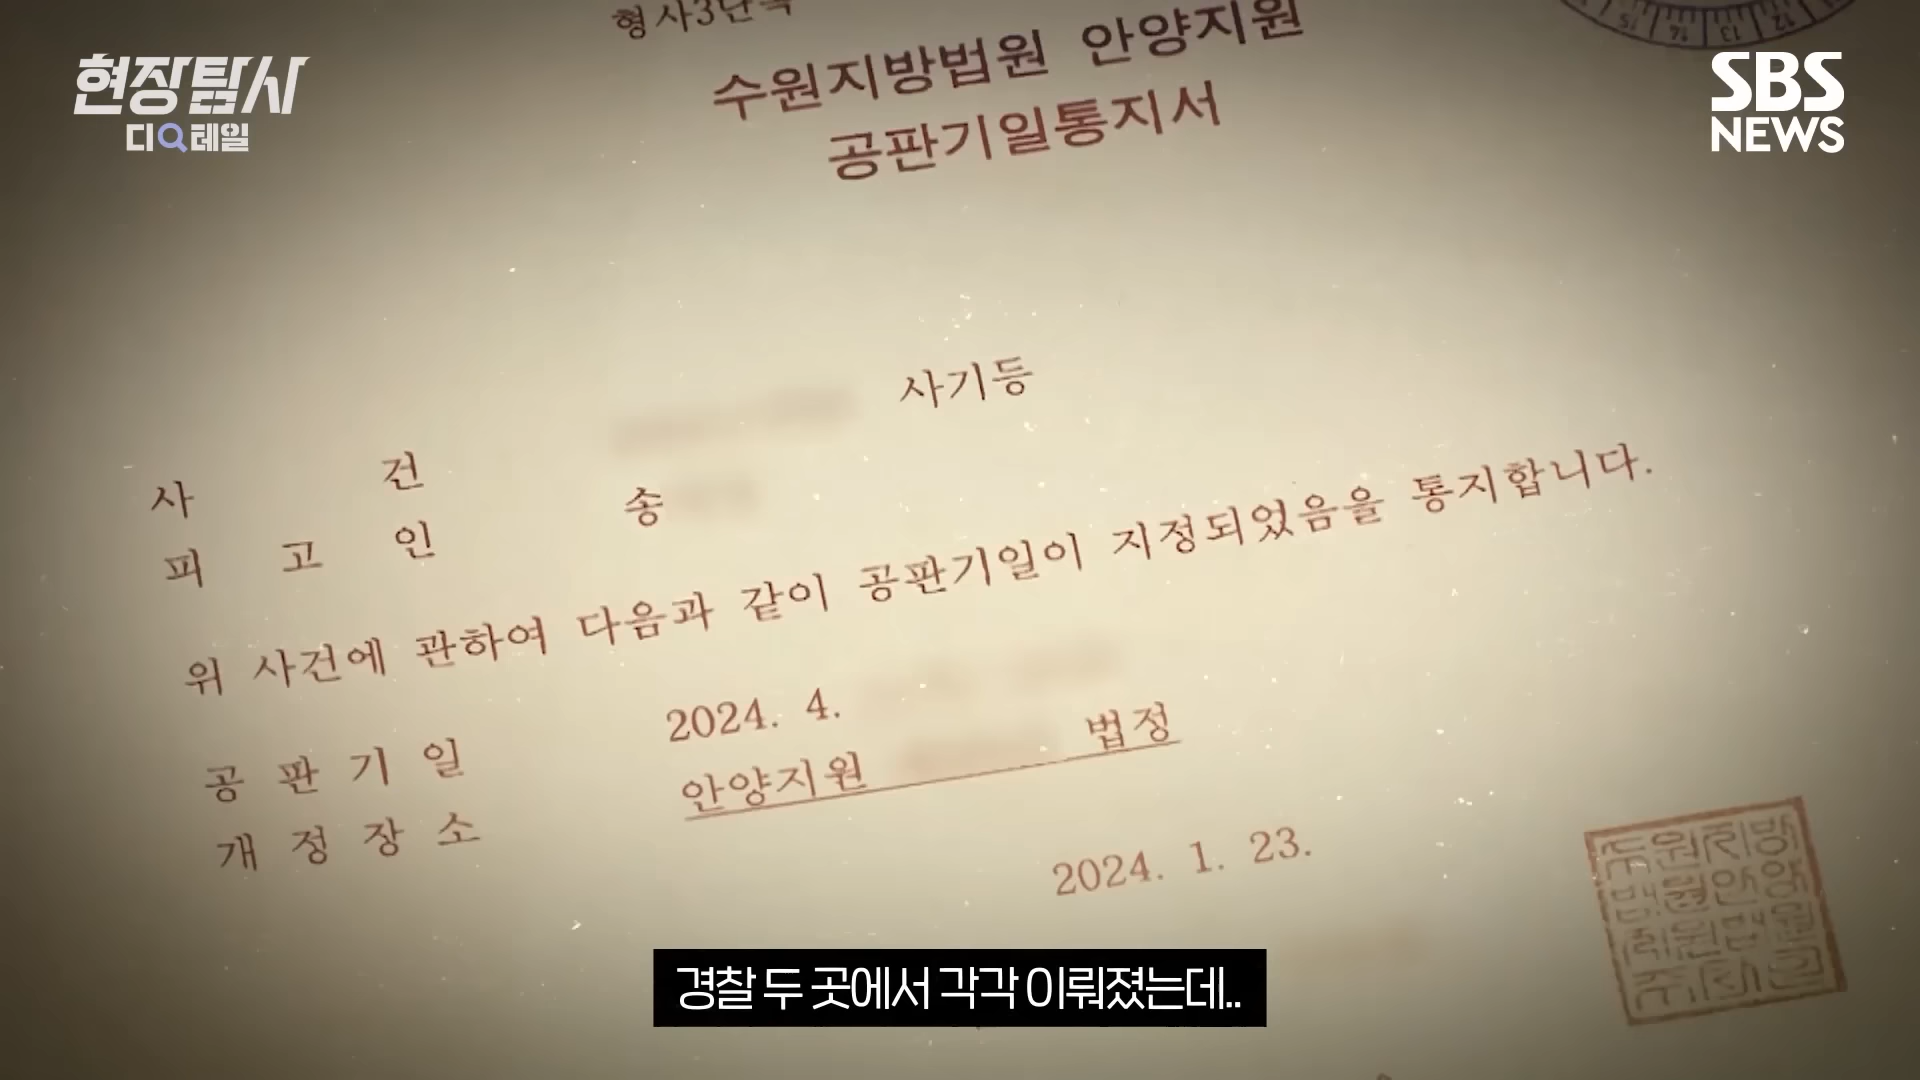 현장탐사
디테일
SBS
NEWS
형사3단독
수원지방법원 안양지원
공판기일통지서
15 14 13 12
사 건 사기등
피 고 인 송
위 사건에 관하여 다음과 같이 공판기일이 지정되었음을 통지합니다.
공 판 기 일 2024. 4.
개 정 장 소 안양지원 법정
2024. 1. 23.
경찰 두 곳에서 각각 이뤄졌는데..